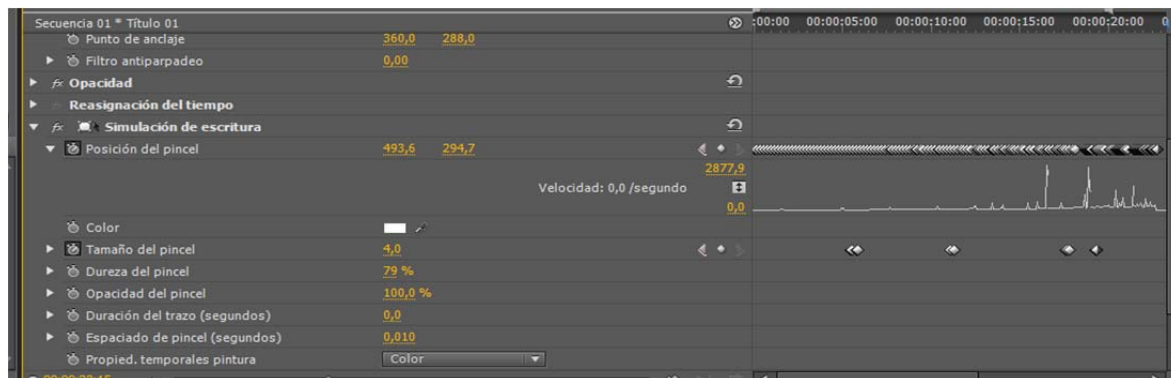 Secuencia 01 * Título 01
:00:00 00:00:05:00 00:00:10:00 00:00:15:00 00:00:20:00 0
Punto de anclaje 360,0 288,0
Filtro antiparpadeo 0,00
fx Opacidad
Reasignación del tiempo
fx Simulación de escritura
Posición del pincel 493,6 294,7
2877,9
Velocidad: 0,0 /segundo
0,0
Color
Tamaño del pincel 4,0
Dureza del pincel 79 %
Opacidad del pincel 100,0 %
Duración del trazo (segundos) 0,0
Espaciado de pincel (segundos) 0,010
Propied. temporales pintura Color